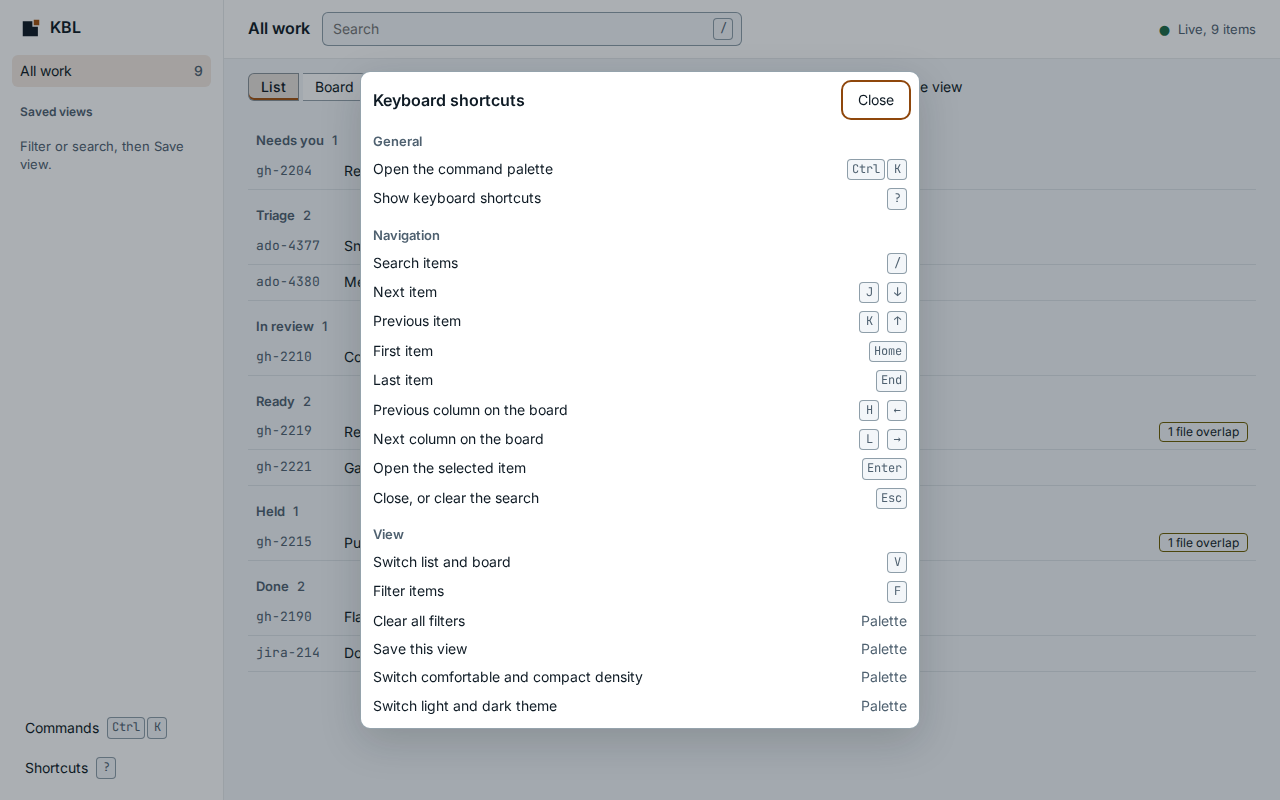 KBL
All work 9
Saved views
Filter or search, then Save
view.
Commands Ctrl K
Shortcuts ?
All work
Search /
Live, 9 items
List Board
e view
Needs you 1
gh-2204
Triage 2
ado-4377
ado-4380
In review 1
gh-2210
Ready 2
gh-2219 1 file overlap
gh-2221
Held 1
gh-2215 1 file overlap
Done 2
gh-2190
jira-214
Keyboard shortcuts Close
General
Open the command palette Ctrl K
Show keyboard shortcuts ?
Navigation
Search items /
Next item J ↓
Previous item K ↑
First item Home
Last item End
Previous column on the board H ←
Next column on the board L →
Open the selected item Enter
Close, or clear the search Esc
View
Switch list and board V
Filter items F
Clear all filters Palette
Save this view Palette
Switch comfortable and compact density Palette
Switch light and dark theme Palette